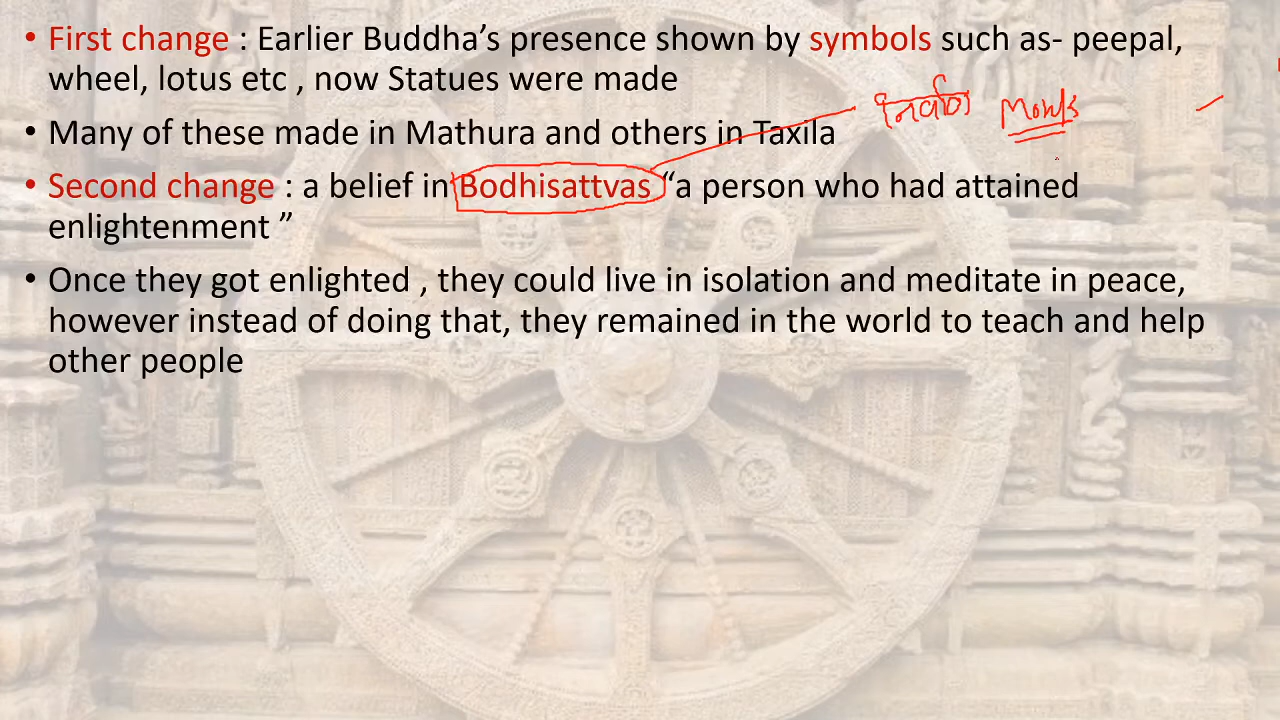 • First change : Earlier Buddha’s presence shown by symbols such as- peepal,
wheel, lotus etc , now Statues were made
Monks
• Many of these made in Mathura and others in Taxila
• Second change : a belief in Bodhisattvas “a person who had attained
enlightenment ”
• Once they got enlighted , they could live in isolation and meditate in peace,
however instead of doing that, they remained in the world to teach and help
other people